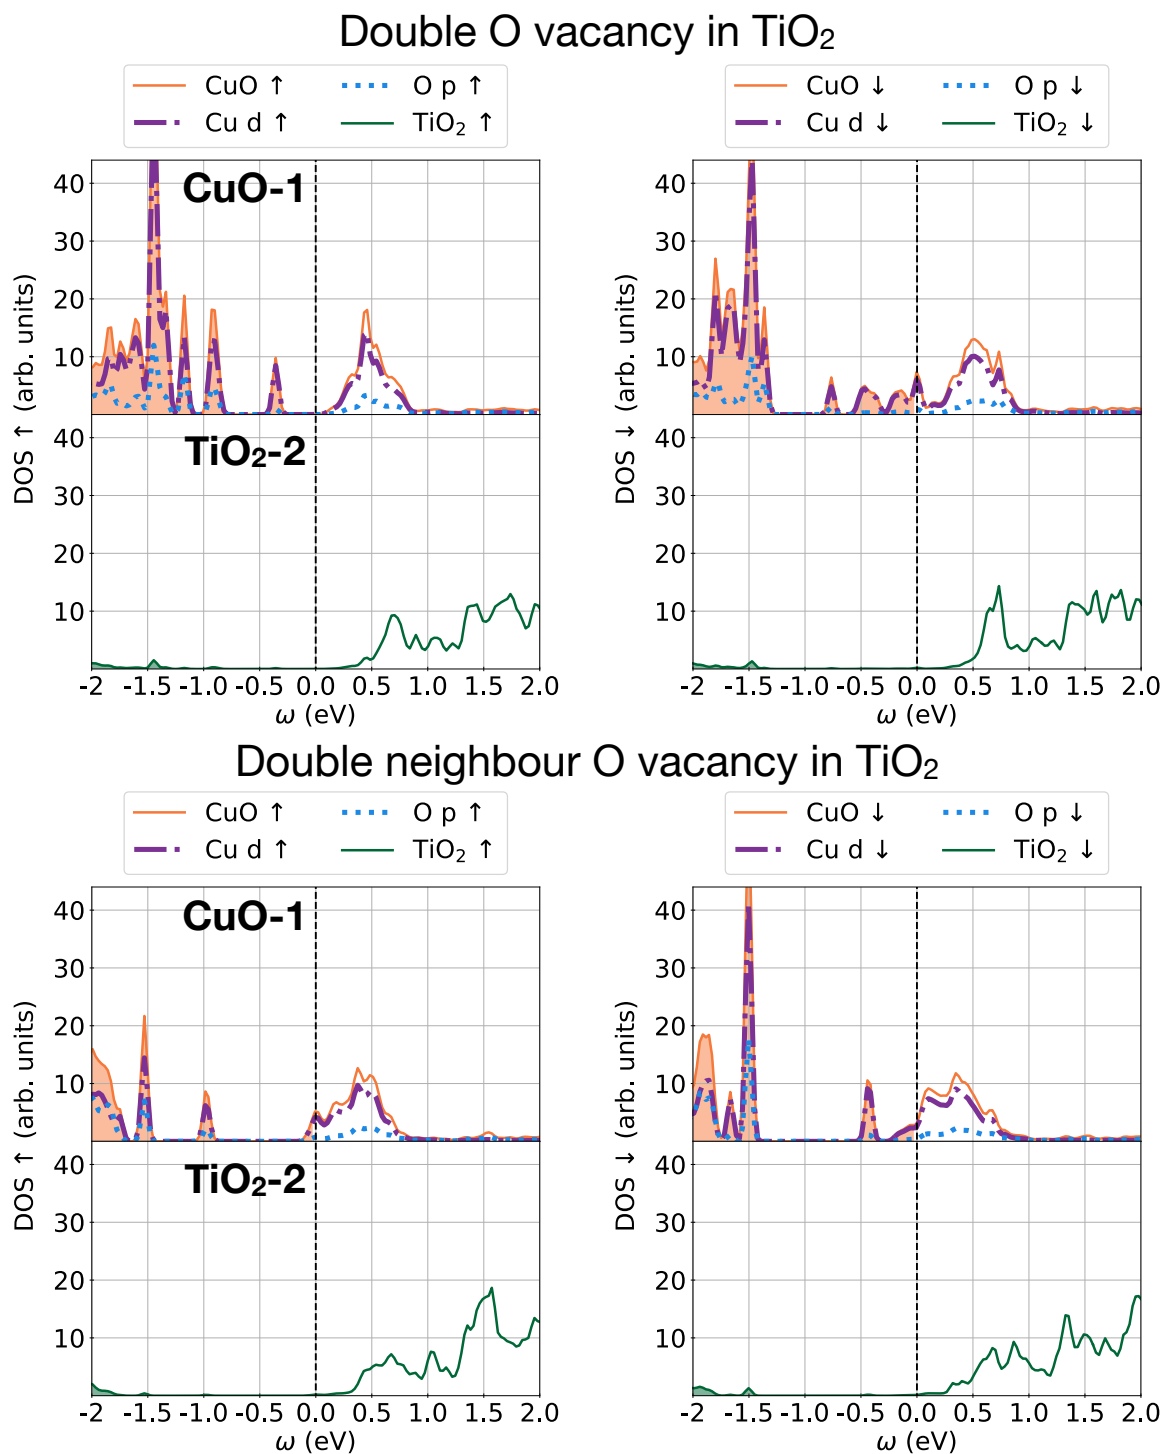 Double O vacancy in TiO₂
CuO ↑ O p ↑
Cu d ↑ TiO₂ ↑
CuO ↓ O p ↓
Cu d ↓ TiO₂ ↓
CuO-1
40
30
20
10
TiO₂-2
40
30
20
10
DOS ↑ (arb. units)
-2 -1.5 -1.0 -0.5 0.0 0.5 1.0 1.5 2.0
ω (eV)
40
30
20
10
40
30
20
10
DOS ↓ (arb. units)
-2 -1.5 -1.0 -0.5 0.0 0.5 1.0 1.5 2.0
ω (eV)
Double neighbour O vacancy in TiO₂
CuO ↑ O p ↑
Cu d ↑ TiO₂ ↑
CuO ↓ O p ↓
Cu d ↓ TiO₂ ↓
CuO-1
40
30
20
10
TiO₂-2
40
30
20
10
DOS ↑ (arb. units)
-2 -1.5 -1.0 -0.5 0.0 0.5 1.0 1.5 2.0
ω (eV)
40
30
20
10
40
30
20
10
DOS ↓ (arb. units)
-2 -1.5 -1.0 -0.5 0.0 0.5 1.0 1.5 2.0
ω (eV)